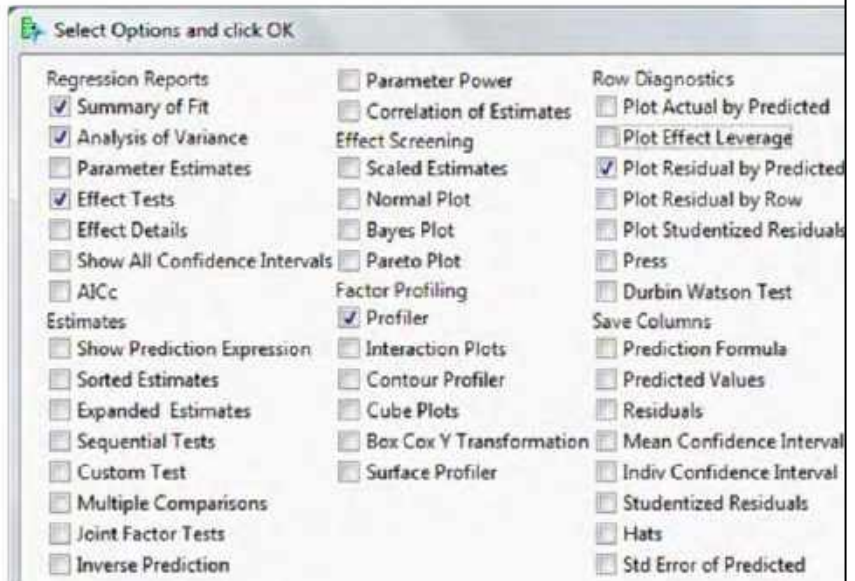 Select Options and click OK
Regression Reports
Summary of Fit
Analysis of Variance
Parameter Estimates
Effect Tests
Effect Details
Show All Confidence Intervals
AICc
Estimates
Show Prediction Expression
Sorted Estimates
Expanded Estimates
Sequential Tests
Custom Test
Multiple Comparisons
Joint Factor Tests
Inverse Prediction
Parameter Power
Correlation of Estimates
Effect Screening
Scaled Estimates
Normal Plot
Bayes Plot
Pareto Plot
Factor Profiling
Profiler
Interaction Plots
Contour Profiler
Cube Plots
Box Cox Y Transformation
Surface Profiler
Row Diagnostics
Plot Actual by Predicted
Plot Effect Leverage
Plot Residual by Predicted
Plot Residual by Row
Plot Studentized Residuals
Press
Durbin Watson Test
Save Columns
Prediction Formula
Predicted Values
Residuals
Mean Confidence Interval
Indiv Confidence Interval
Studentized Residuals
Hats
Std Error of Predicted